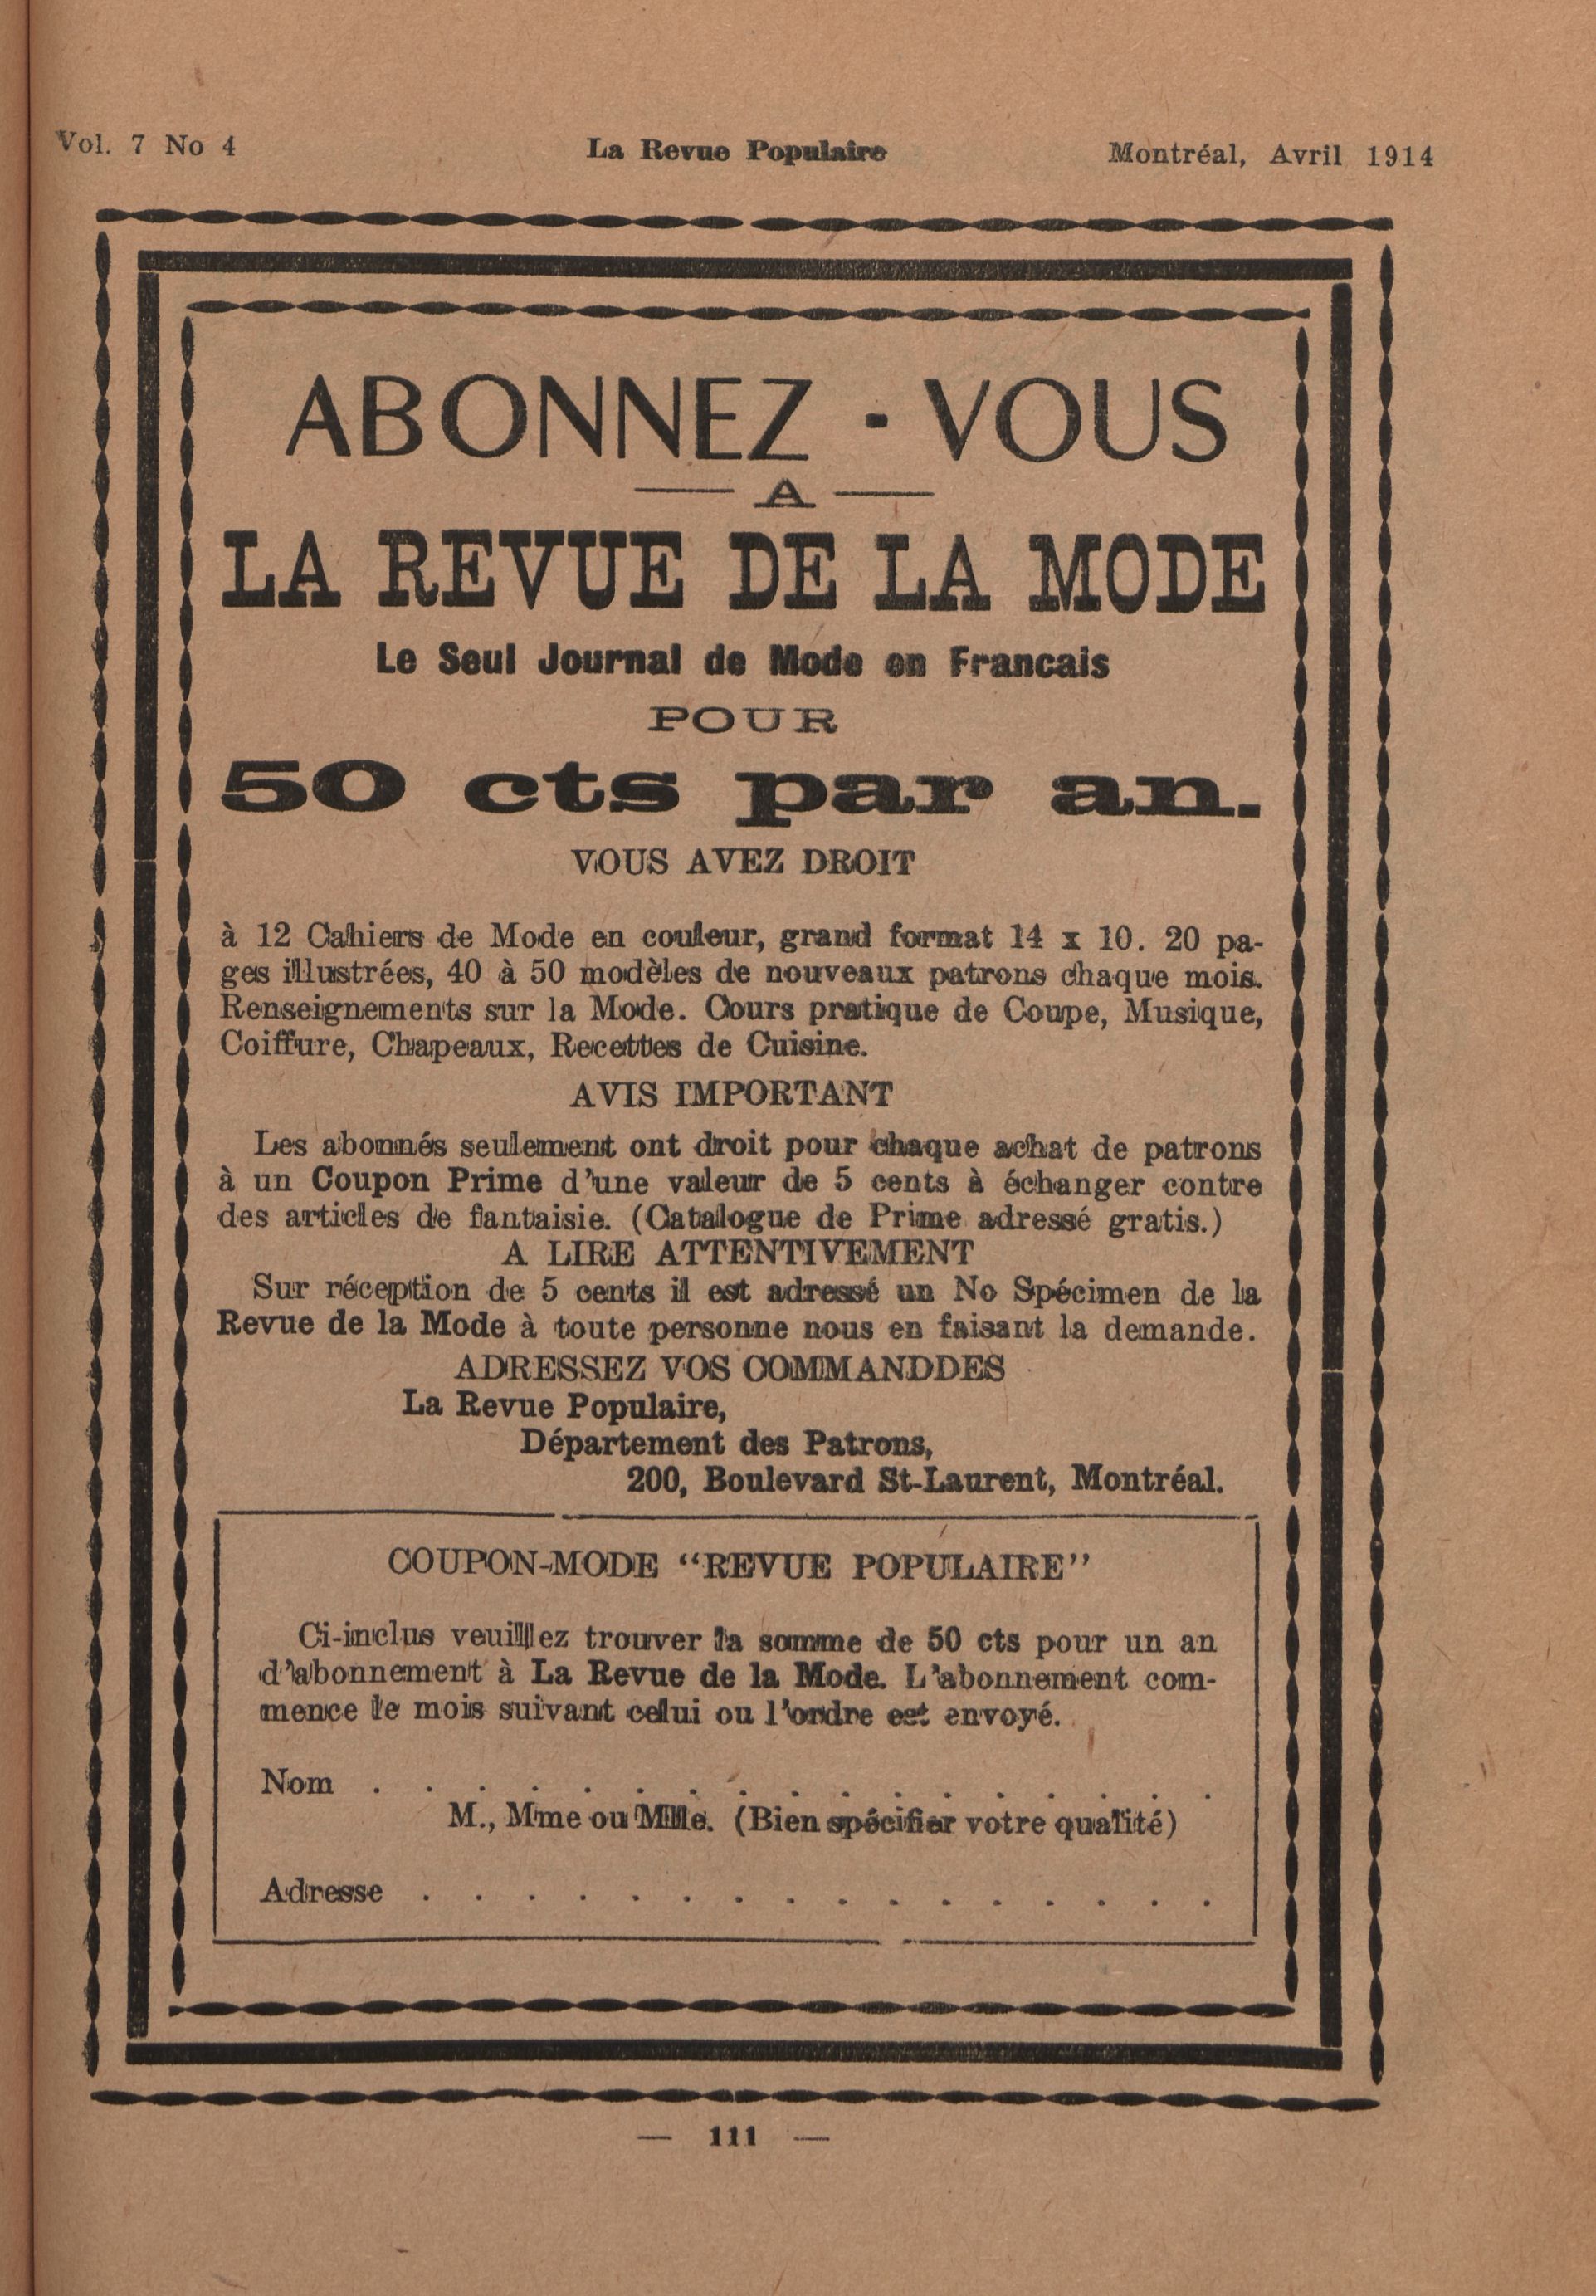 Vol. 7 No 4 La Revue Populaire Montréal, Avril 1914
ABONNEZ - VOUS
A
LA REVUE DE LA MODE
Le Seul Journal de Mode en Francais
POUR
50 cts par an.
VOUS AVEZ DROIT
à 12 Cahiers de Mode en couleur, grand format 14 x 10. 20 pa-
ges illustrées, 40 à 50 modèles de nouveaux patrons chaque mois.
Renseignements sur la Mode. Cours pratique de Coupe, Musique,
Coiffure, Chapeaux, Recettes de Cuisine.
AVIS IMPORTANT
Les abonnés seulement ont droit pour chaque achat de patrons
à un Coupon Prime d'une valeur de 5 cents à échanger contre
des articles de fantaisie. (Catalogue de Prime adressé gratis.)
A LIRE ATTENTIVEMENT
Sur réception de 5 cents il est adressé un No Spécimen de la
Revue de la Mode à toute personne nous en faisant la demande.
ADRESSEZ VOS COMMANDDES
La Revue Populaire,
Département des Patrons,
200, Boulevard St-Laurent, Montréal.
COUPON-MODE "REVUE POPULAIRE"
Ci-inclus veuilllez trouver la somme de 50 cts pour un an
d'abonnement à La Revue de la Mode. L'abonnement com-
mence le mois suivant celui ou l'ordre est envoyé.
Nom . . . . . . . . . . . . . . . . .
M., Mme ou Mlle. (Bien spécifier votre qualité)
Adresse . . . . . . . . . . . . . . . .
— 111 —